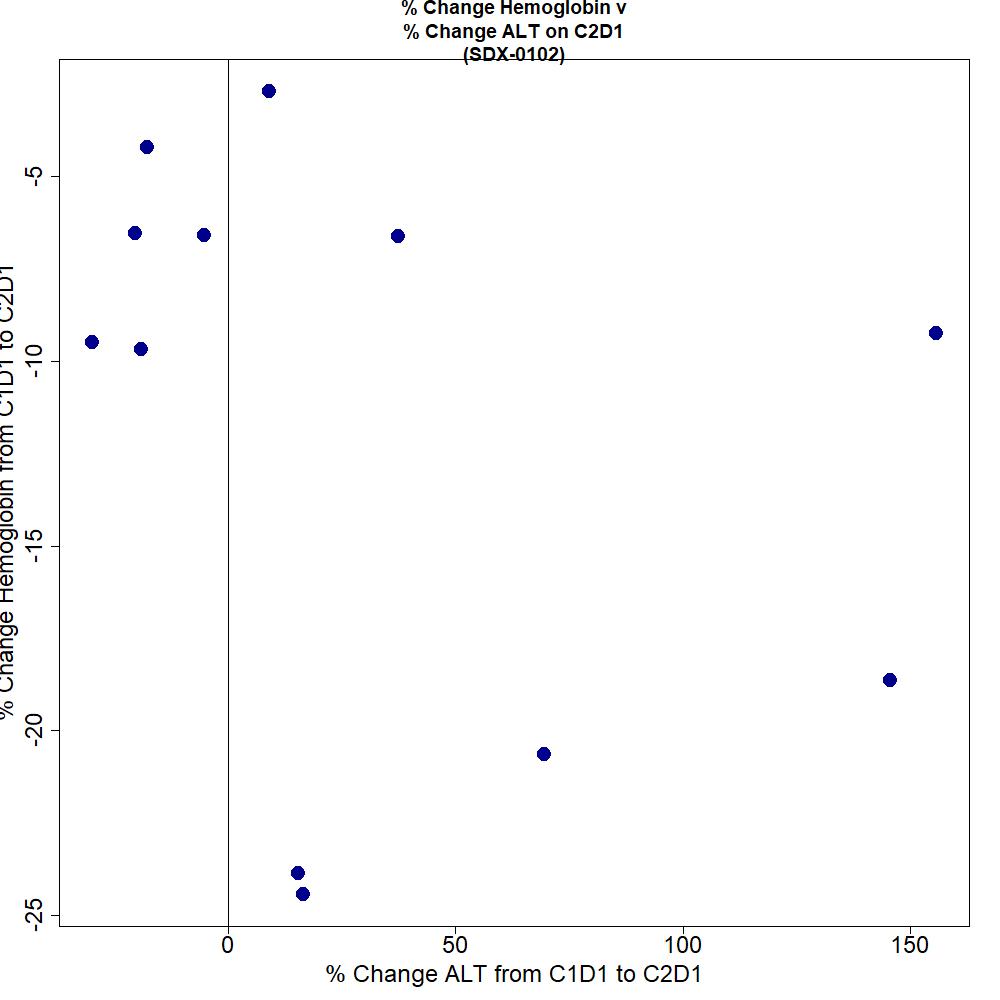 % Change Hemoglobin v
% Change ALT on C2D1
(SDX-0102)
% Change Hemoglobin from C1D1 to C2D1
-5
-10
-15
-20
-25
0
50
100
150
% Change ALT from C1D1 to C2D1